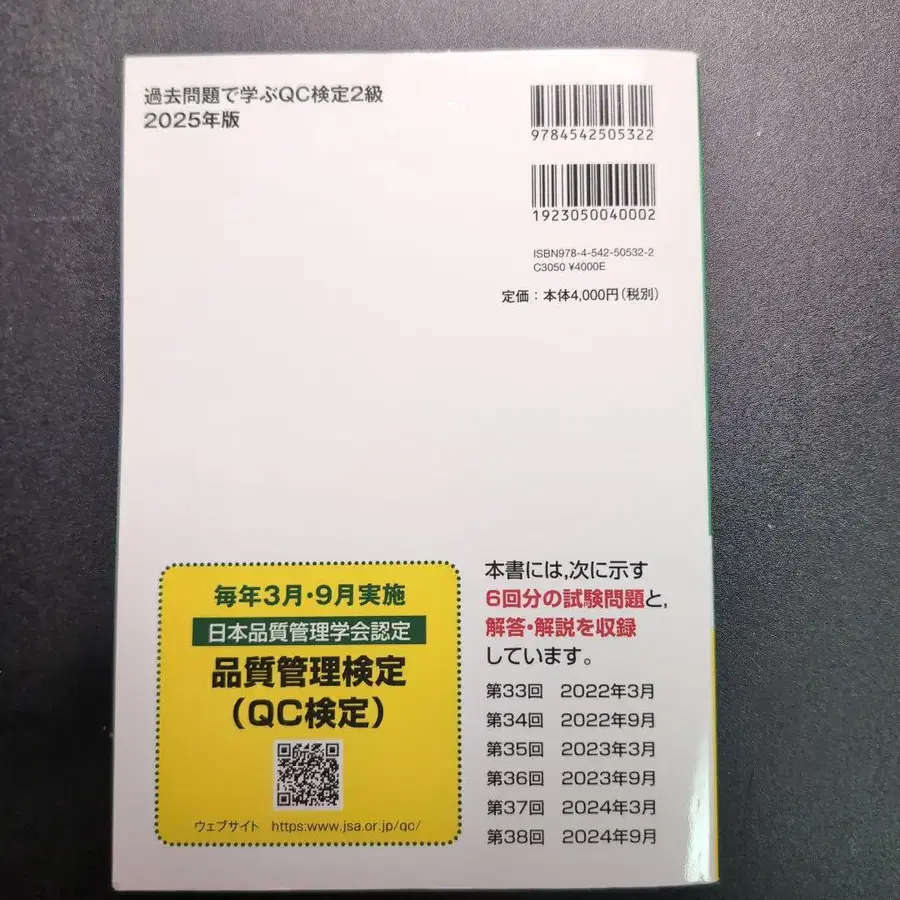 過去問題で学ぶQC検定2級
2025年版
9784542505322
1923050040002
ISBN978-4-542-50532-2
C3050 ¥4000E
定価:本体4,000円(税別)
毎年3月・9月実施
日本品質管理学会認定
品質管理検定
(QC検定)
ウェブサイト https:www.jsa.or.jp/qc/
本書には,次に示す
6回分の試験問題と,
解答・解説を収録
しています。
第33回 2022年3月
第34回 2022年9月
第35回 2023年3月
第36回 2023年9月
第37回 2024年3月
第38回 2024年9月